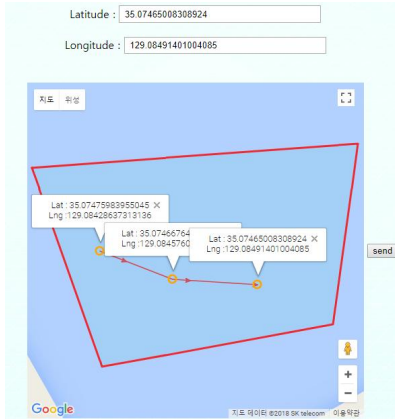 Latitude : 35.07465008308924
Longitude : 129.08491401004085
지도 위성
Lat : 35.07475983955045 ×
Lng :129.08428637313136
Lat : 35.07466764
Lng :129.0845760
Lat : 35.07465008308924 ×
Lng :129.08491401004085
send
+
−
Google
지도 데이터 ©2018 SK telecom 이용약관